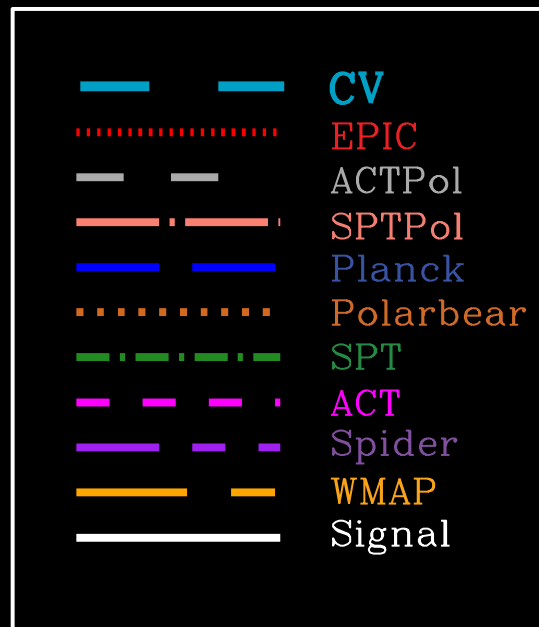 CV
EPIC
ACTPol
SPTPol
Planck
Polarbear
SPT
ACT
Spider
WMAP
Signal